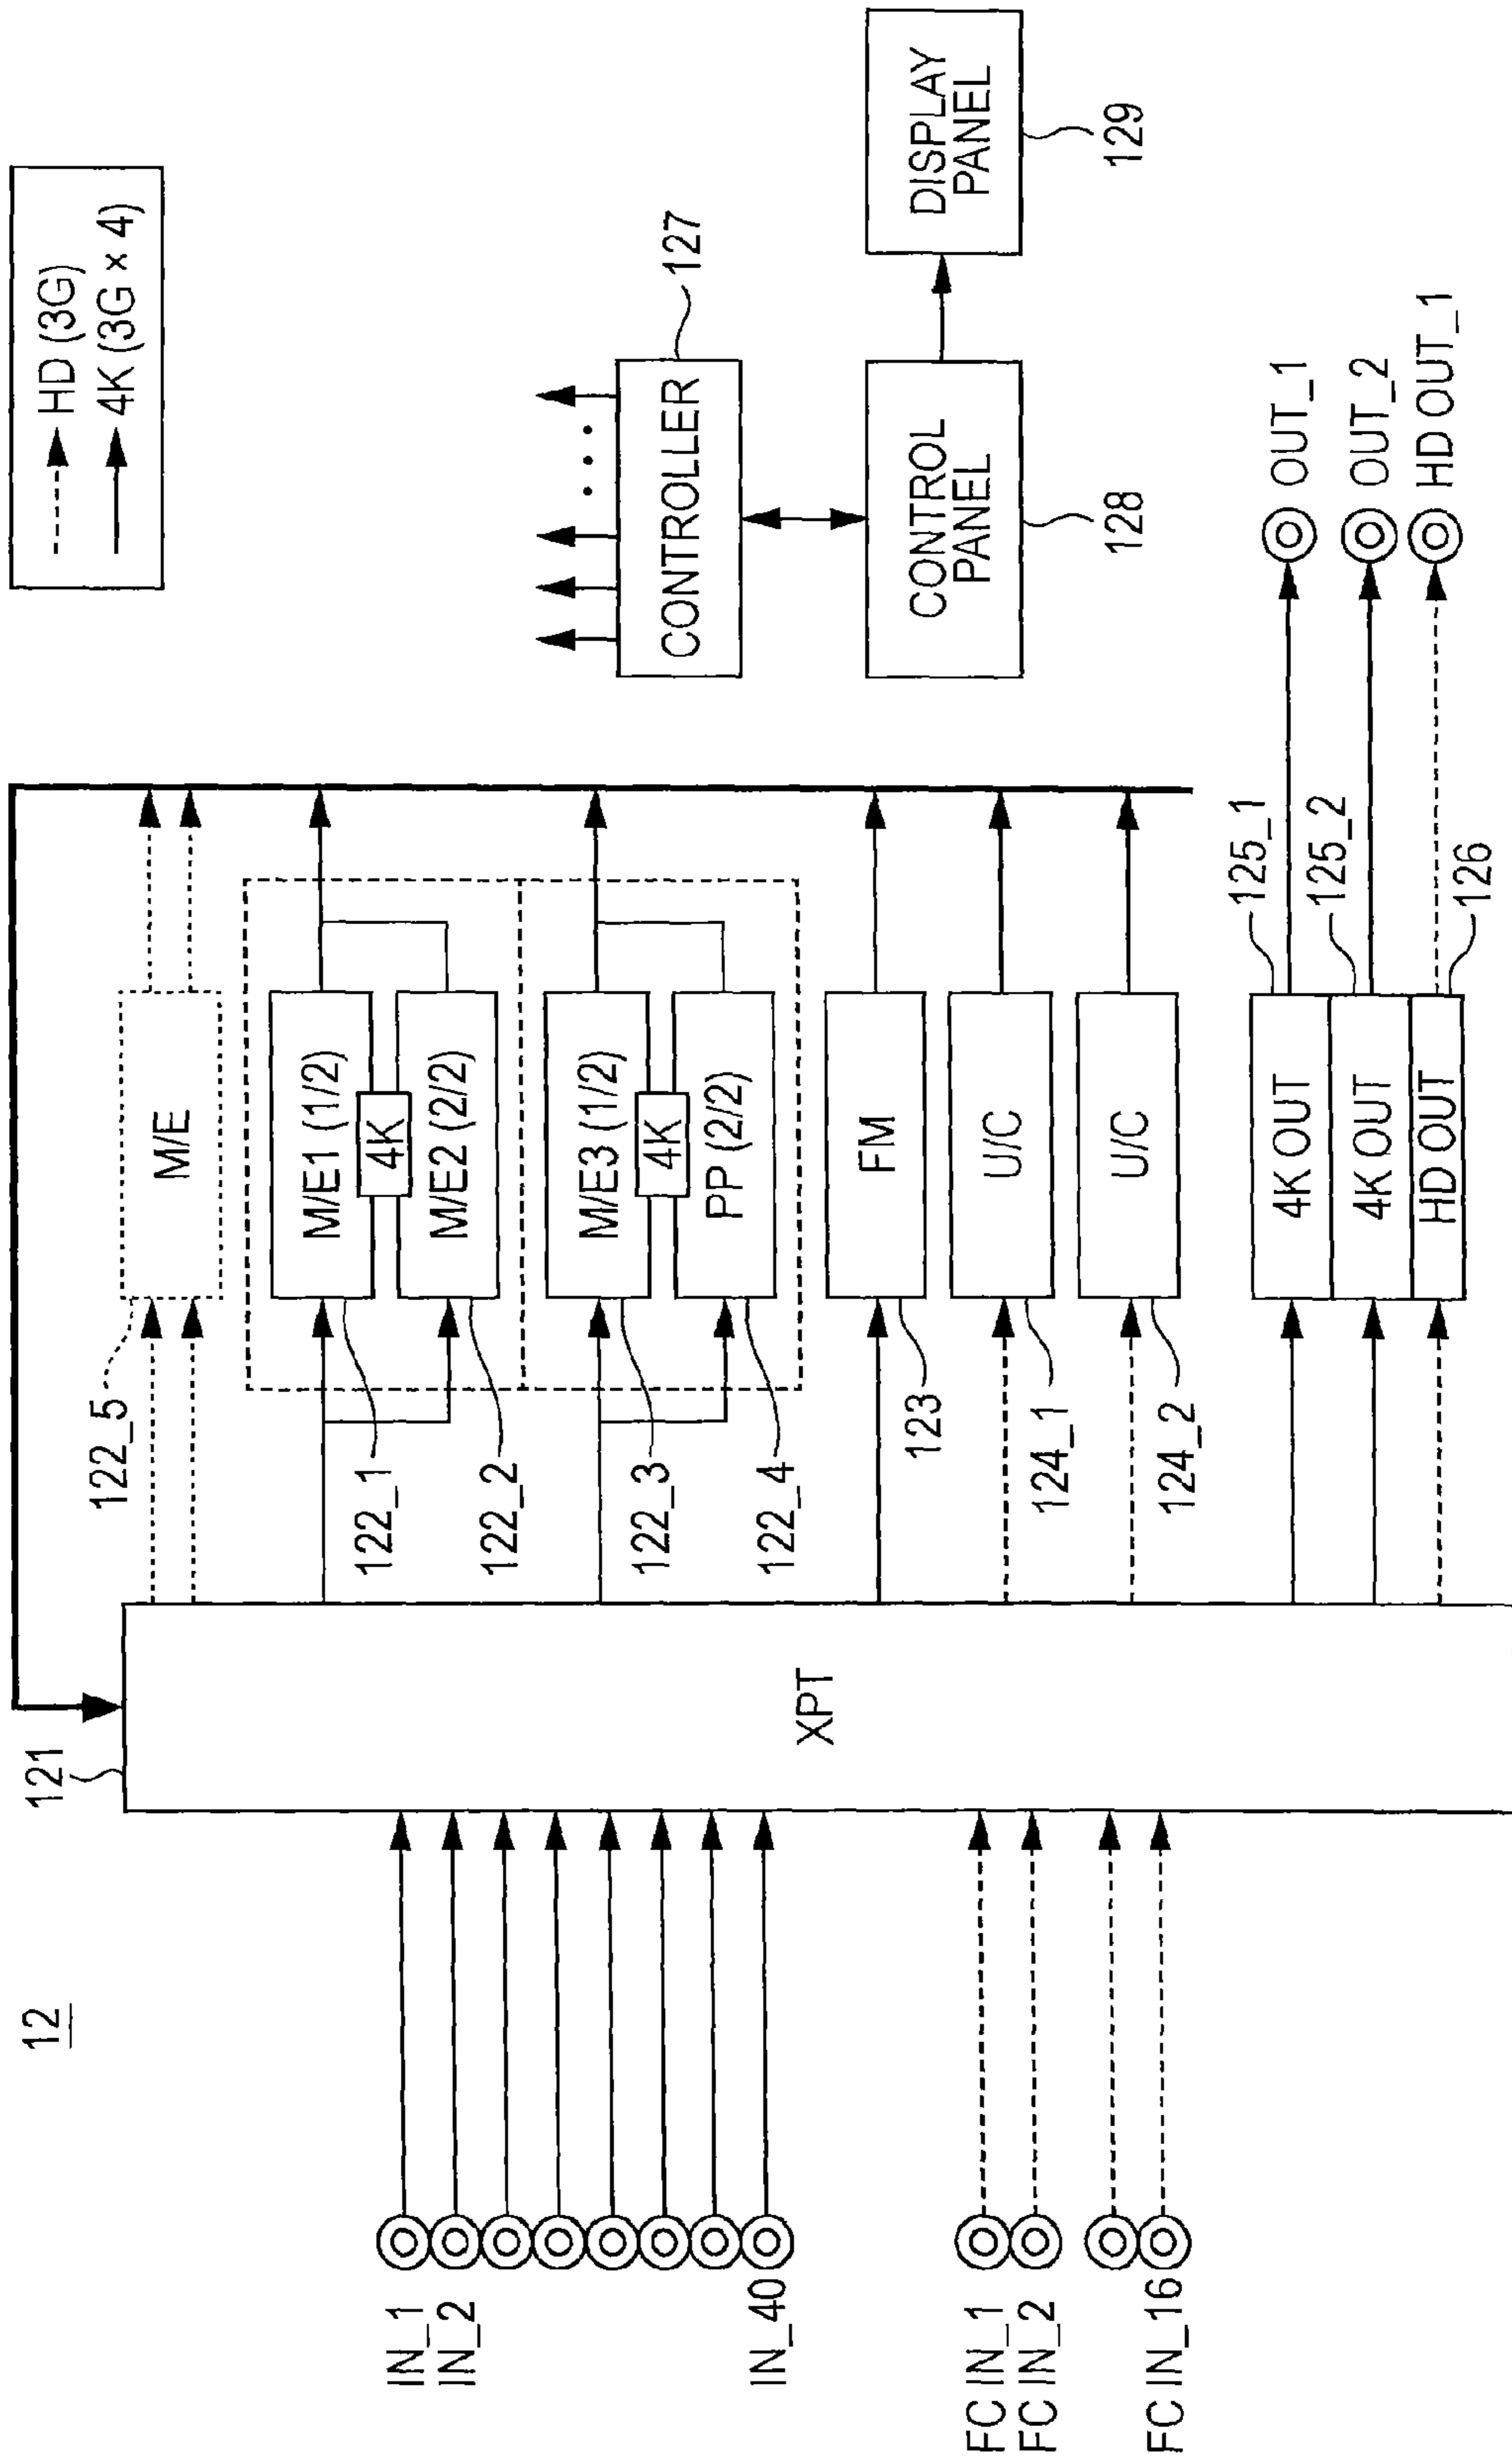 12
HD (3G)
4K (3G × 4)
121
XPT
IN_1
IN_2
IN_40
FC IN_1
FC IN_2
FC IN_16
122_5
M/E
M/E1 (1/2)
4K
M/E2 (2/2)
122_1
122_2
M/E3 (1/2)
4K
PP (2/2)
122_3
122_4
FM
123
U/C
124_1
U/C
124_2
4K OUT
4K OUT
HD OUT
125_1
125_2
126
OUT_1
OUT_2
HD OUT_1
CONTROLLER
127
CONTROL
PANEL
128
DISPLAY
PANEL
129